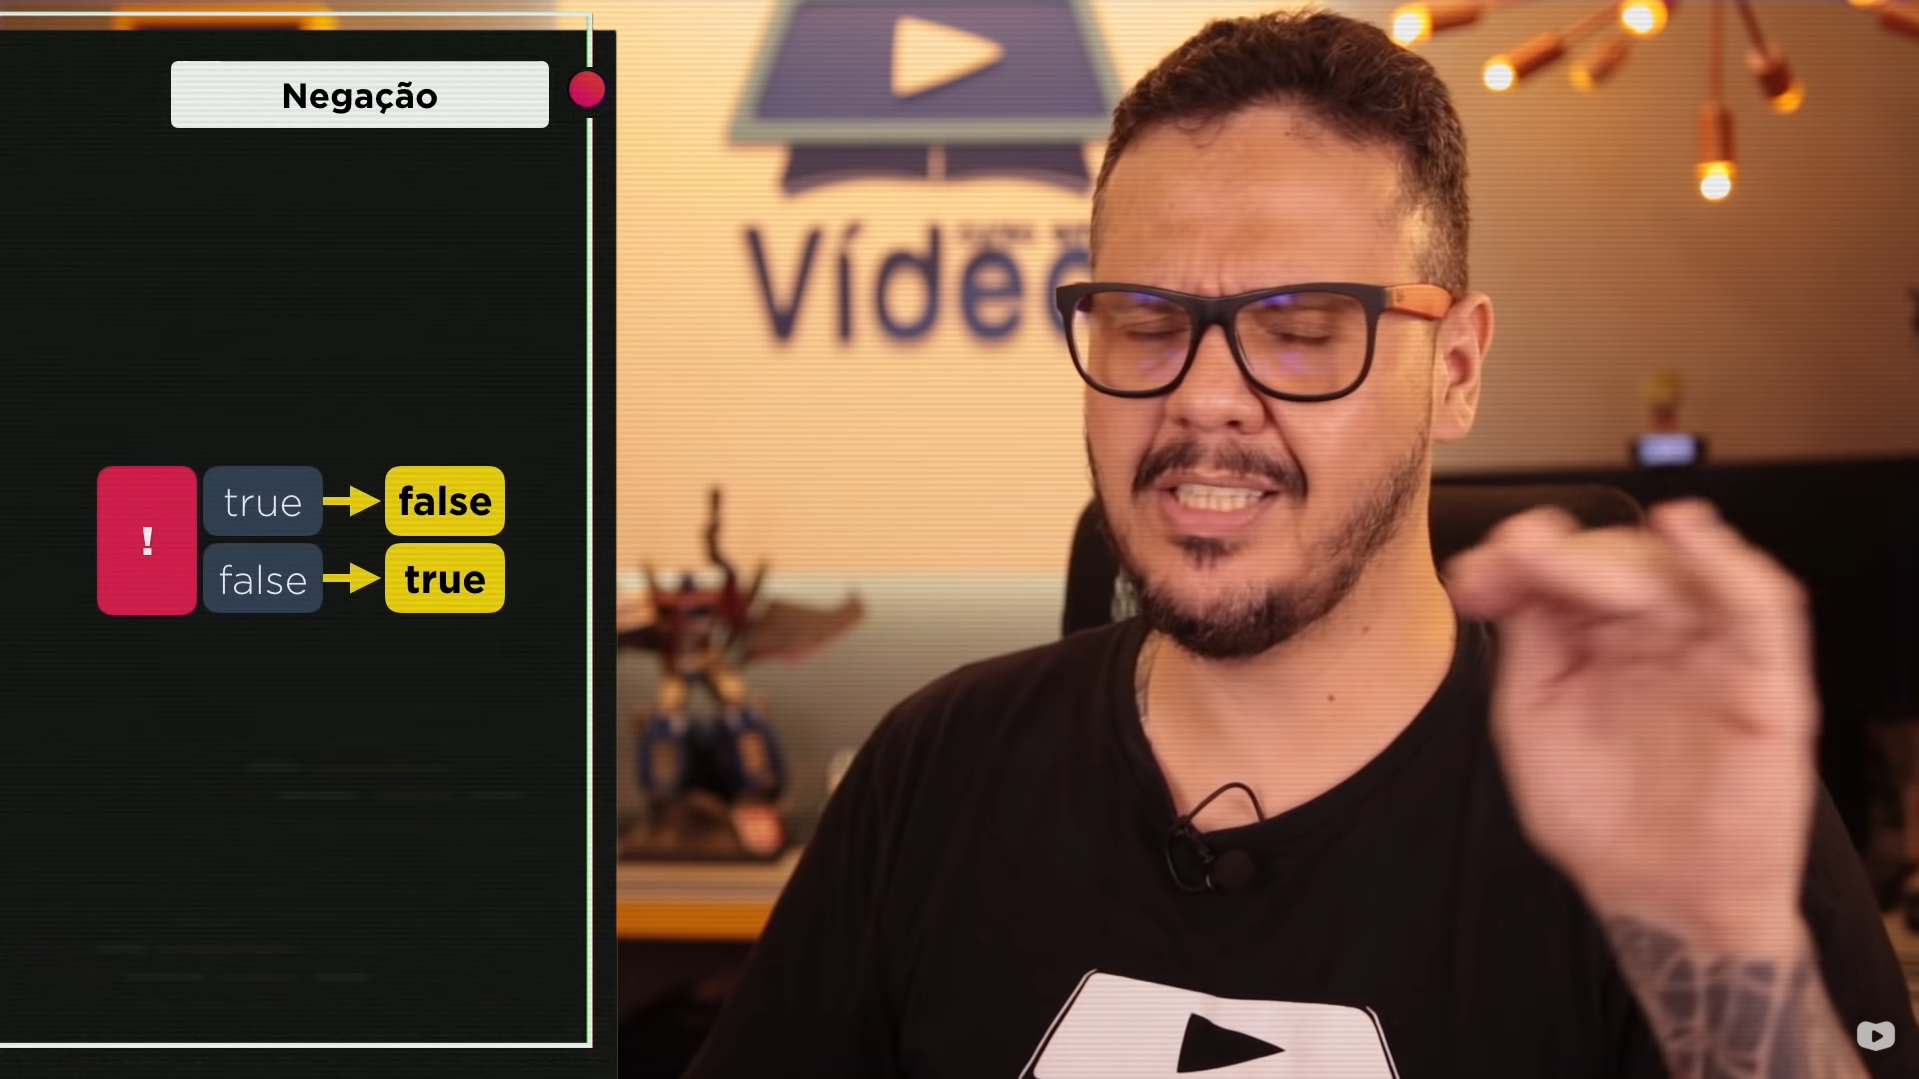 Negação
!
true
false
false
true
Víde